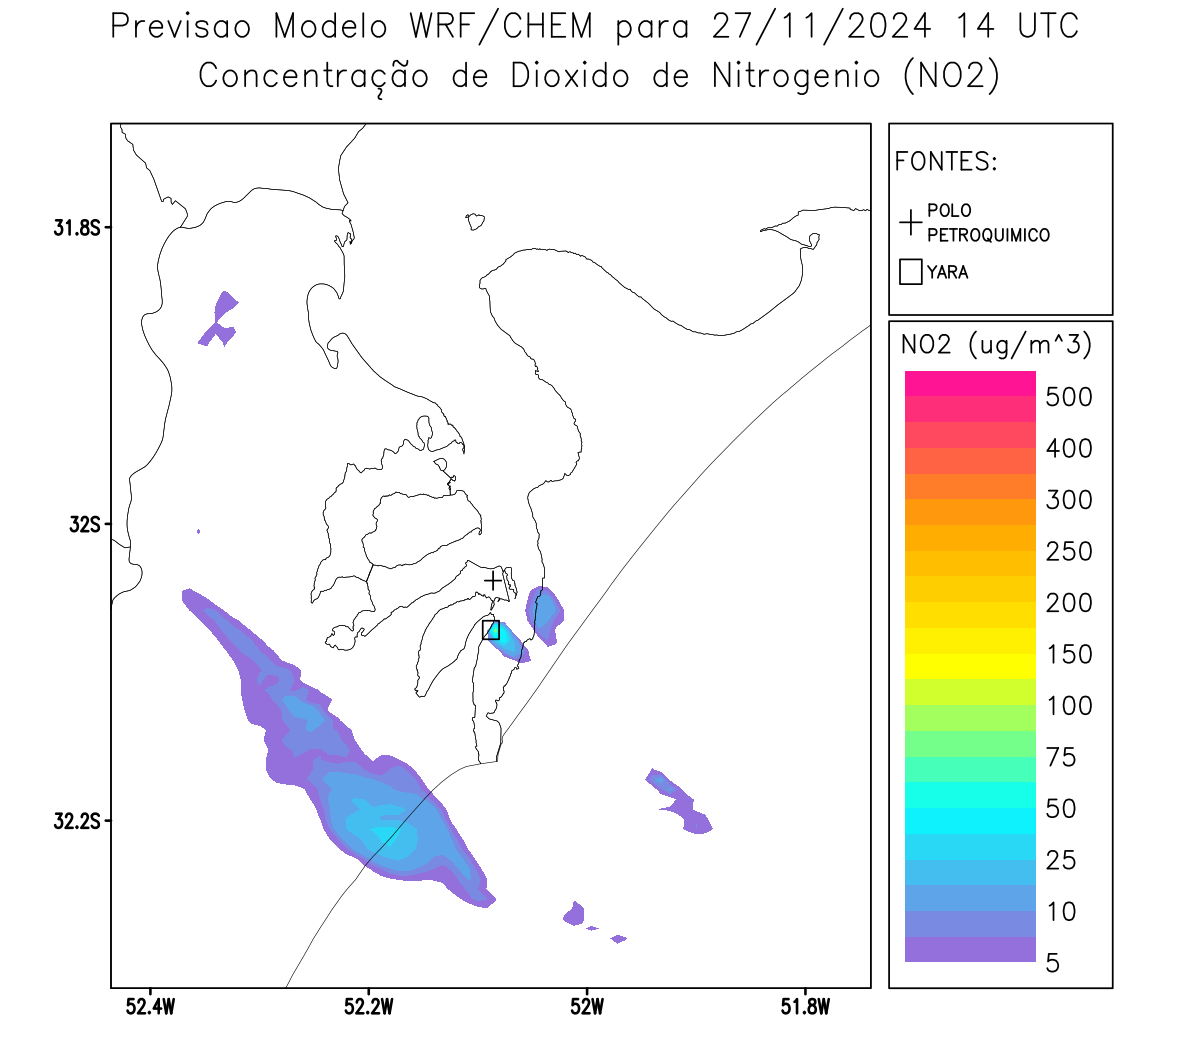 Previsao Modelo WRF/CHEM para 27/11/2024 14 UTC
Concentração de Dioxido de Nitrogenio (NO2)
FONTES:
POLO
PETROQUIMICO
YARA
NO2 (ug/m^3)
500
400
300
250
200
150
100
75
50
25
10
5
31.8S
32S
32.2S
52.4W
52.2W
52W
51.8W